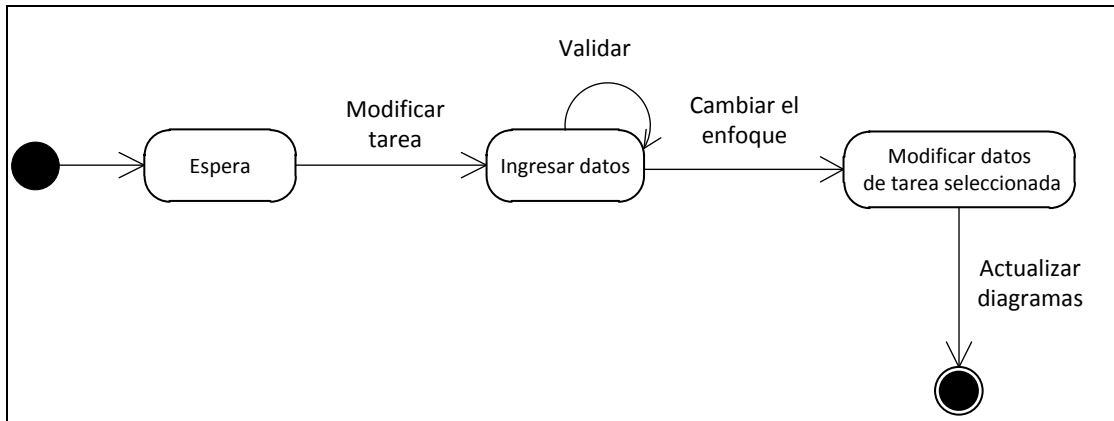 Validar
Modificar
tarea
Cambiar el
enfoque
Espera
Ingresar datos
Modificar datos
de tarea seleccionada
Actualizar
diagramas